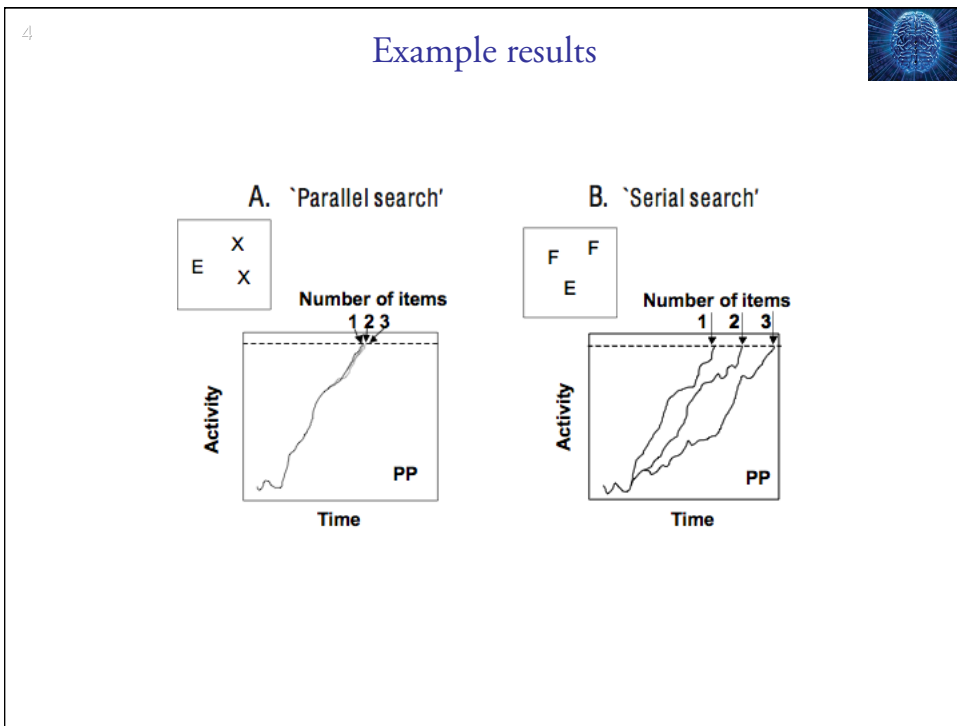 4
Example results
A. `Parallel search'
X
E
X
Number of items
1 2 3
Activity
PP
Time
B. `Serial search'
F
F
E
Number of items
1 2 3
Activity
PP
Time